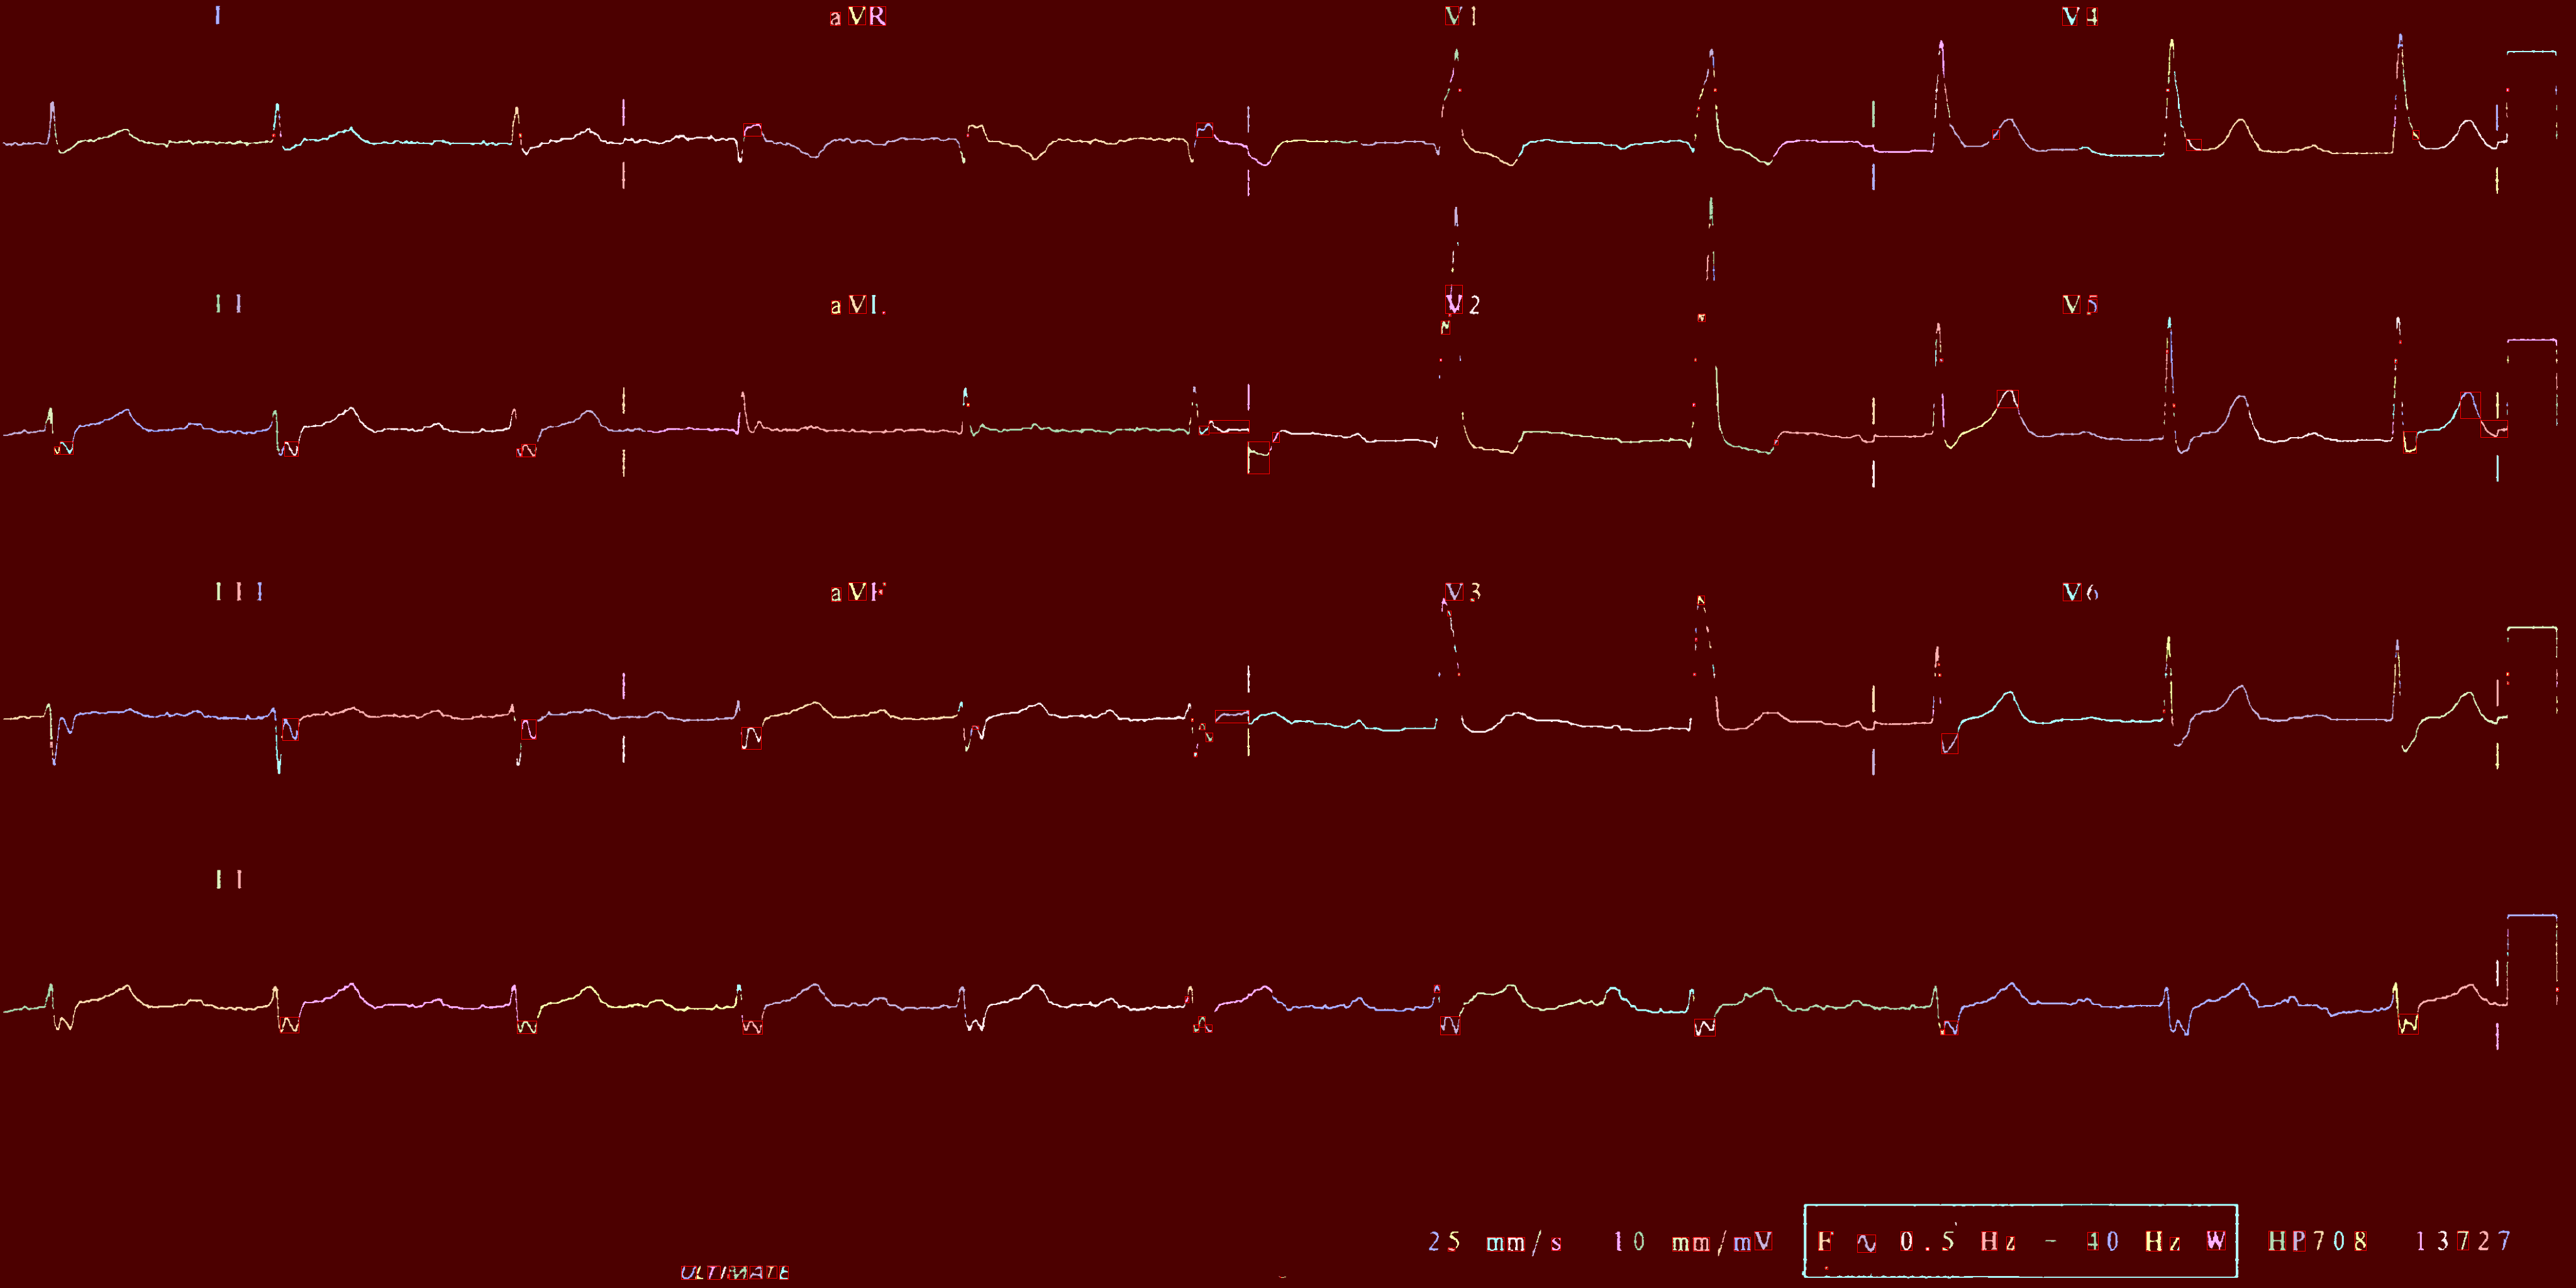 I aVR V1 V4
II aVL V2 V5
III aVF V3 V6
II
25 mm/s 10 mm/mV F ∿ 0.5 Hz - 40 Hz W HP708 13727
ULTIMATE